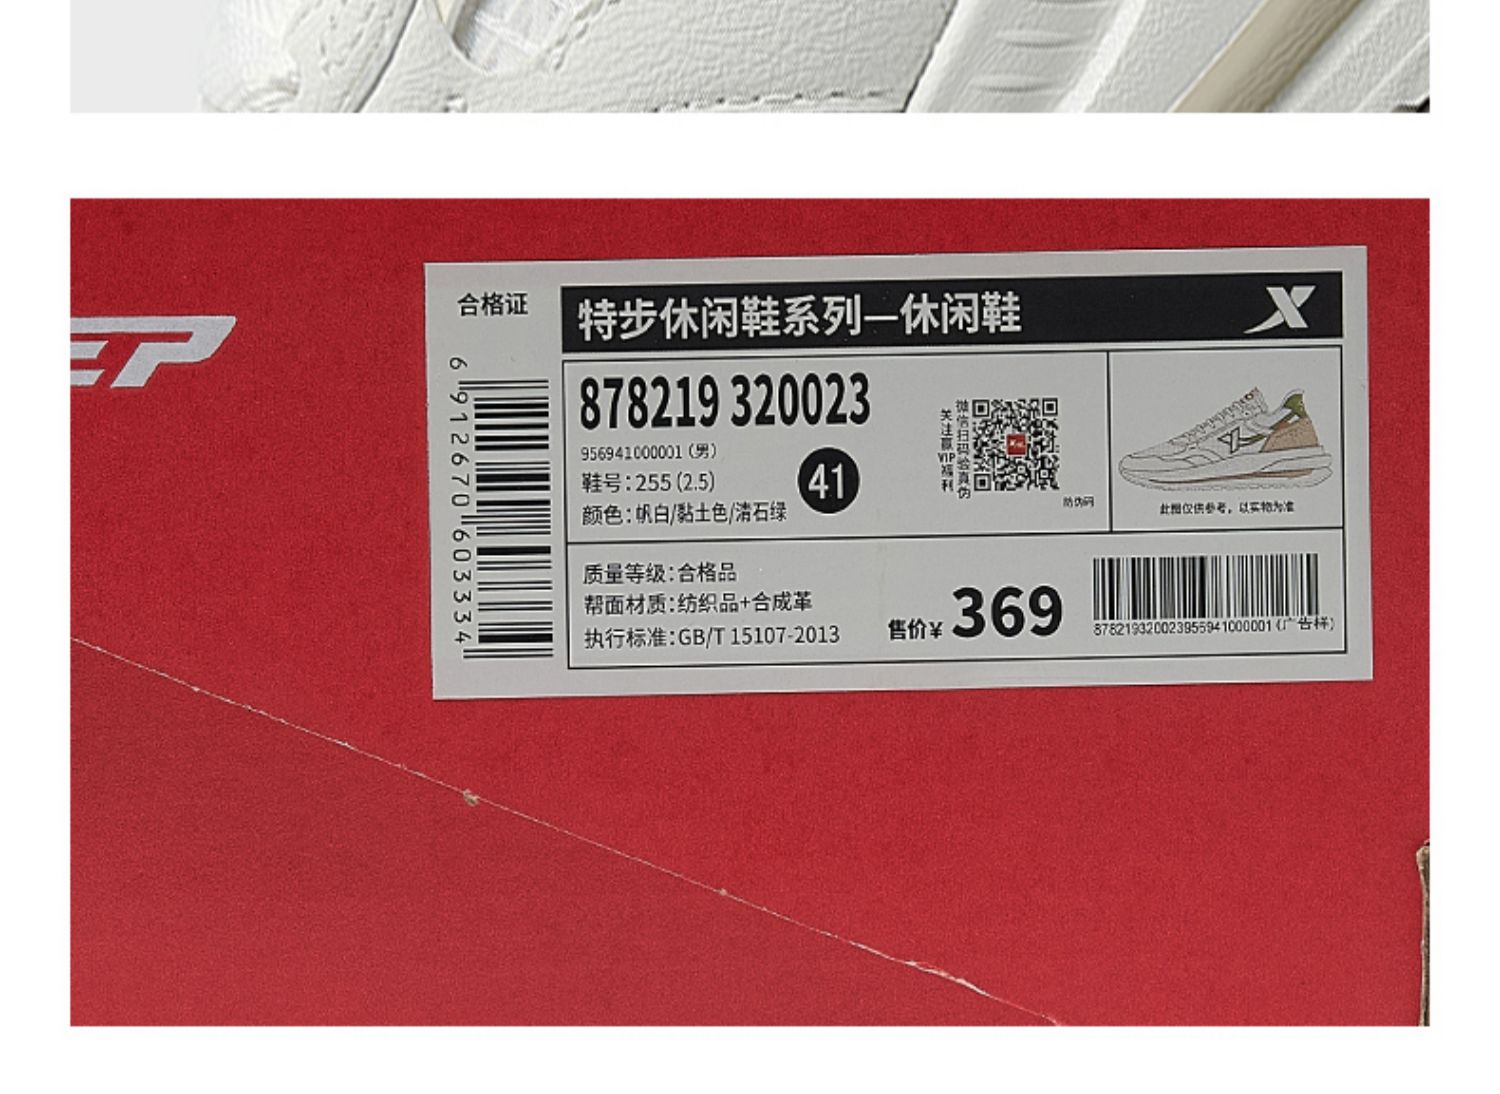 EP
合格证
特步休闲鞋系列—休闲鞋
X
6 912670 603334
878219 320023
956941000001 (男)
鞋号:255 (2.5)
41
颜色:帆白/黏土色/清石绿
关注赢VIP福利
微信扫码验真伪
防伪码
此图仅供参考，以实物为准
质量等级:合格品
帮面材质:纺织品+合成革
执行标准:GB/T 15107-2013
售价¥ 369
878219320023956941000001 (广告样)